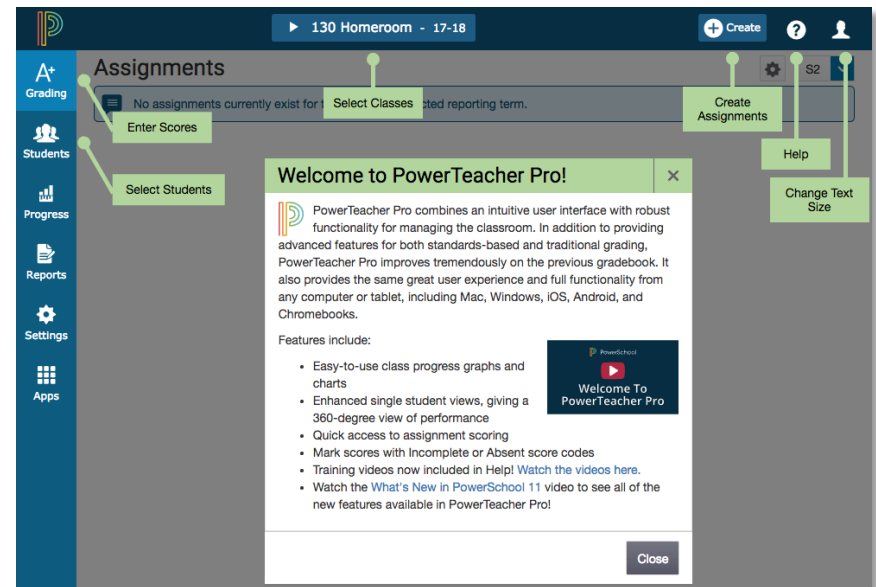 130 Homeroom - 17-18
Create
?
A+
Grading
Assignments
S2
No assignments currently exist for t
cted reporting term.
Select Classes
Create
Assignments
Enter Scores
Students
Help
Select Students
Change Text
Size
Progress
Reports
Settings
Apps
Welcome to PowerTeacher Pro!
PowerTeacher Pro combines an intuitive user interface with robust
functionality for managing the classroom. In addition to providing
advanced features for both standards-based and traditional grading,
PowerTeacher Pro improves tremendously on the previous gradebook. It
also provides the same great user experience and full functionality from
any computer or tablet, including Mac, Windows, iOS, Android, and
Chromebooks.
Features include:
• Easy-to-use class progress graphs and
charts
• Enhanced single student views, giving a
360-degree view of performance
• Quick access to assignment scoring
• Mark scores with Incomplete or Absent score codes
• Training videos now included in Help! Watch the videos here.
• Watch the What's New in PowerSchool 11 video to see all of the
new features available in PowerTeacher Pro!
PowerSchool
Welcome To
PowerTeacher Pro
Close